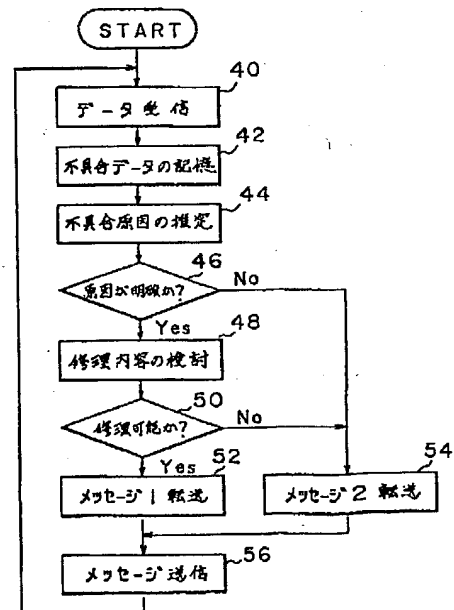 START
40
データ受信
42
不具合データの記憶
44
不具合原因の推定
46
原因が明確か?
No
Yes
48
修理内容の検討
50
修理可能か?
No
Yes
52
メッセージ1転送
54
メッセージ2転送
56
メッセージ送信